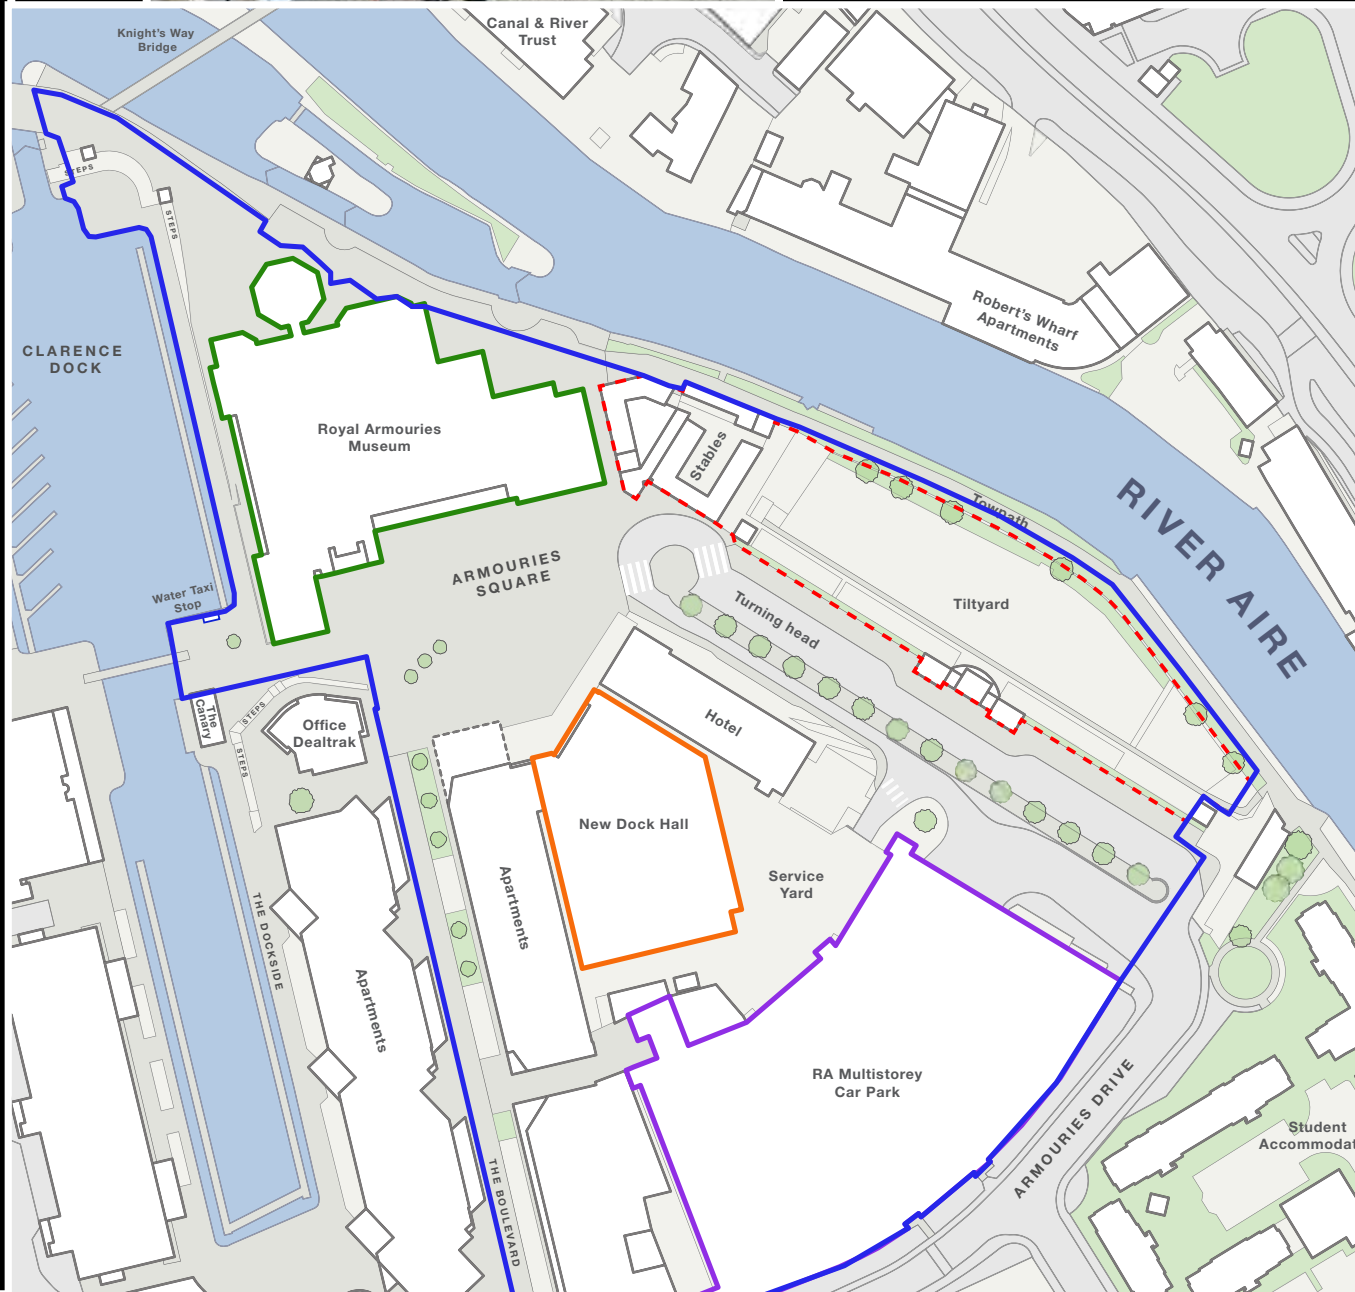 Knight's Way
Bridge
Canal & River
Trust
STEPS
STEPS
CLARENCE
DOCK
Robert's Wharf
Apartments
Royal Armouries
Museum
Stables
Towpath
RIVER AIRE
ARMOURIES
SQUARE
Water Taxi
Stop
Turning head
Tiltyard
The
Canary
STEPS
STEPS
Office
Dealtrak
Hotel
New Dock Hall
Apartments
Service
Yard
THE DOCKSIDE
Apartments
RA Multistorey
Car Park
ARMOURIES DRIVE
Student
Accommodat
THE BOULEVARD